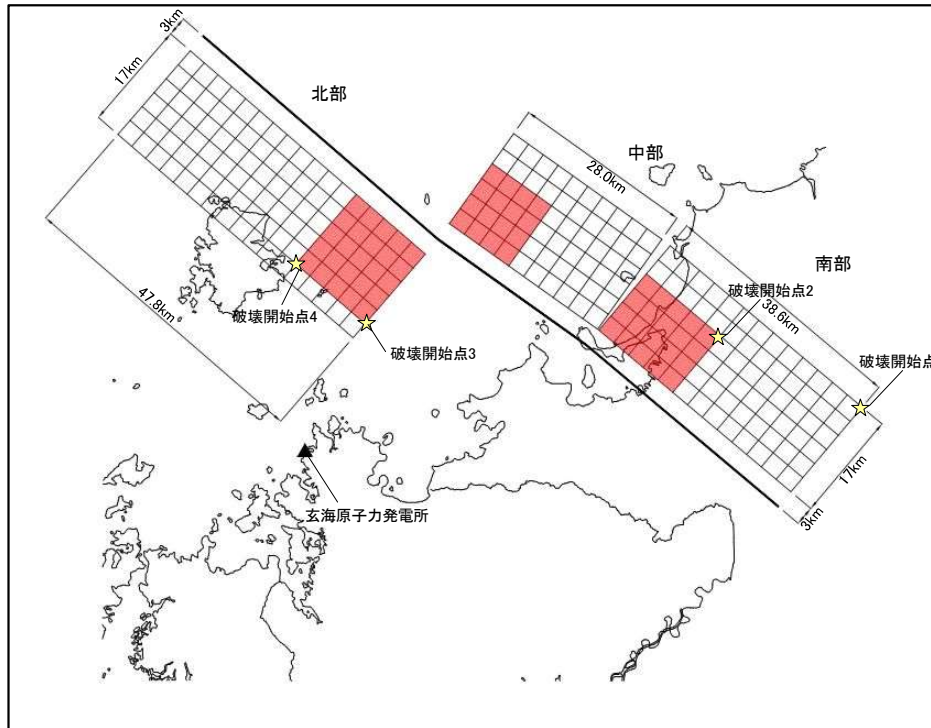 3km
17km
北部
中部
28.0km
南部
破壊開始点2
38.6km
破壊開始点4
47.8km
破壊開始点3
破壊開始点
17km
3km
玄海原子力発電所